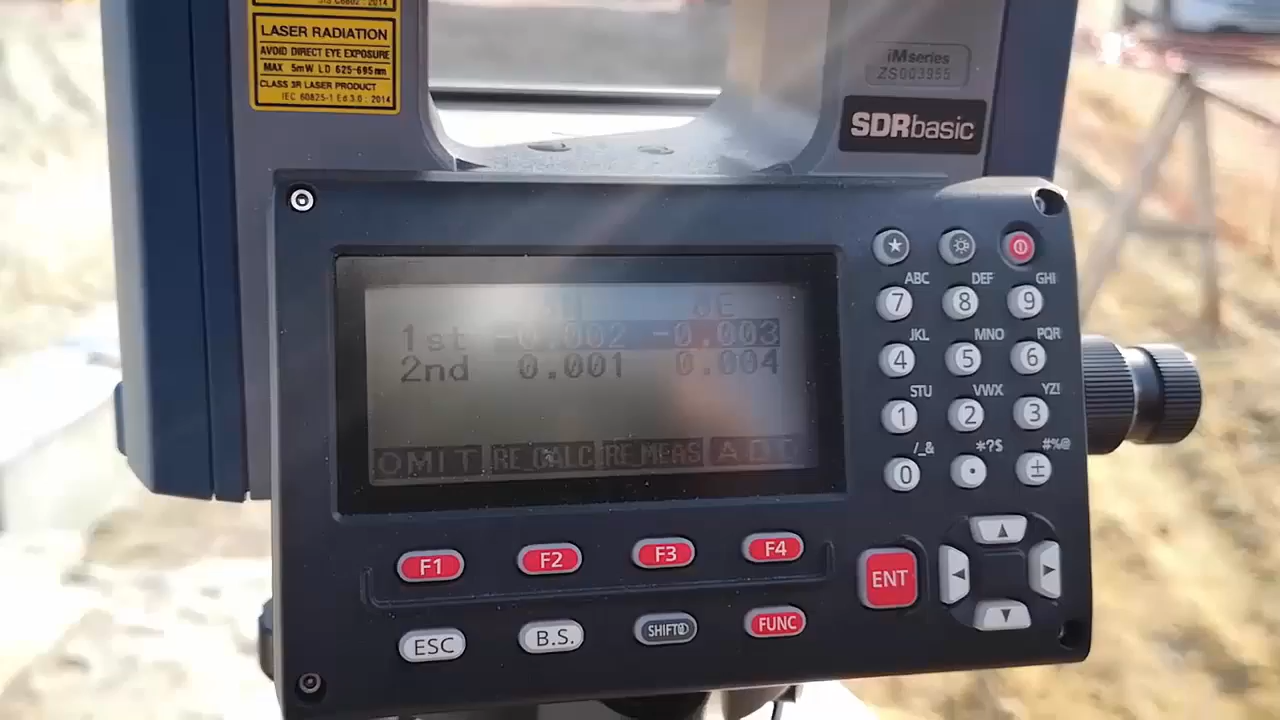 LASER RADIATION
AVOID DIRECT EYE EXPOSURE
MAX 5mW LD 625-695nm
CLASS 3R LASER PRODUCT
IEC 60825-1 Ed.3.0 : 2014
iMseries
ZS003955
SDRbasic
1st -0.002 -0.003
2nd 0.001 0.004
OMIT RE_CALC RE_MEAS ADD
ABC DEF GHI
7 8 9
JKL MNO PQR
4 5 6
STU VWX YZ!
1 2 3
/_& *?$ #%@
0 . ±
F1 F2 F3 F4
ENT
ESC B.S. SHIFT FUNC